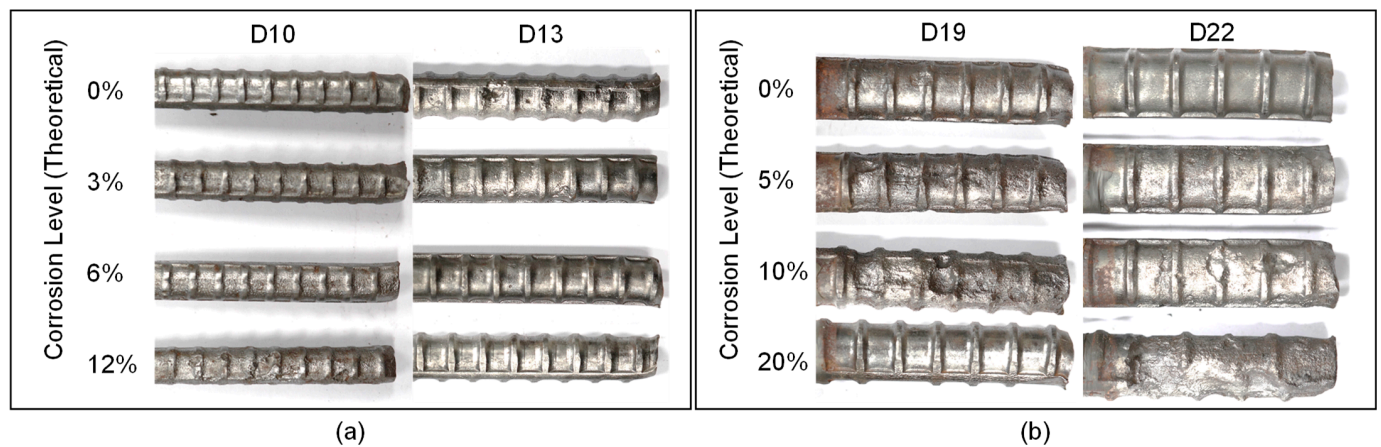 D10 D13
Corrosion Level (Theoretical)
0%
3%
6%
12%
(a)
D19 D22
Corrosion Level (Theoretical)
0%
5%
10%
20%
(b)